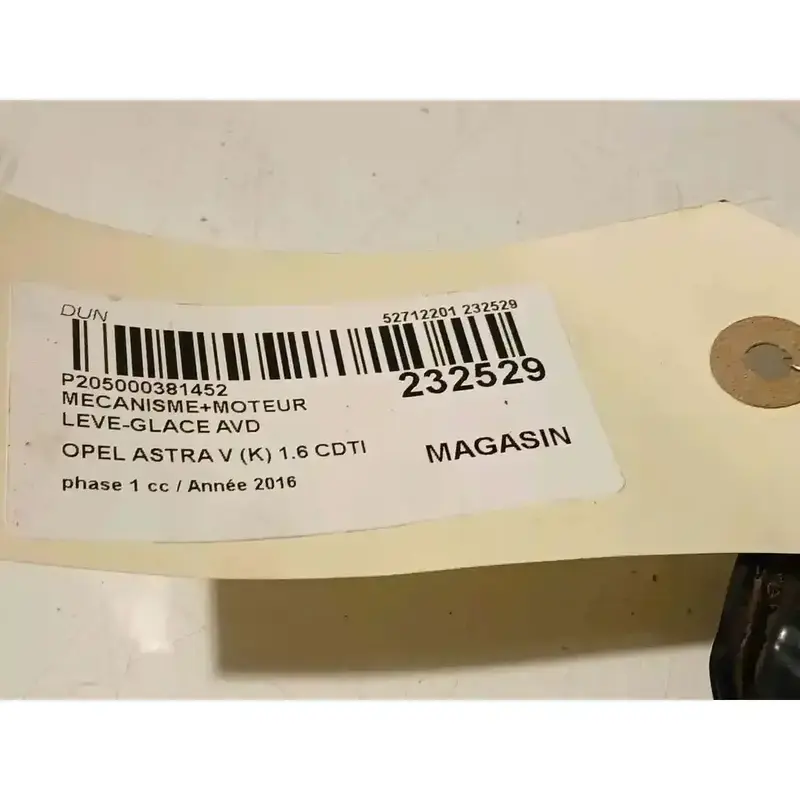 DUN
52712201 232529
P205000381452
232529
MECANISME+MOTEUR
LEVE-GLACE AVD
OPEL ASTRA V (K) 1.6 CDTI
MAGASIN
phase 1 cc / Année 2016